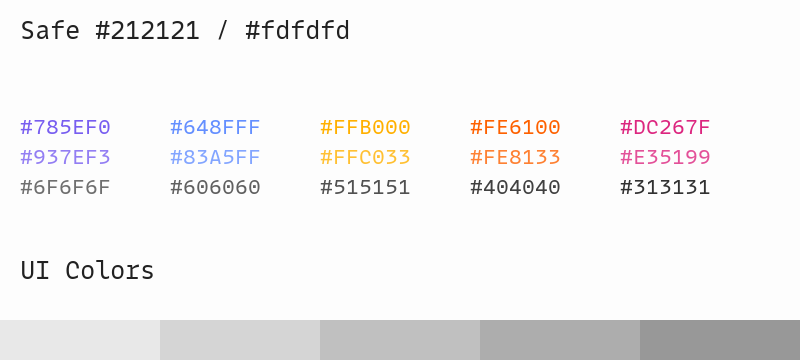 Safe #212121 / #fdfdfd
#785EF0 #648FFF #FFB000 #FE6100 #DC267F
#937EF3 #83A5FF #FFC033 #FE8133 #E35199
#6F6F6F #606060 #515151 #404040 #313131
UI Colors